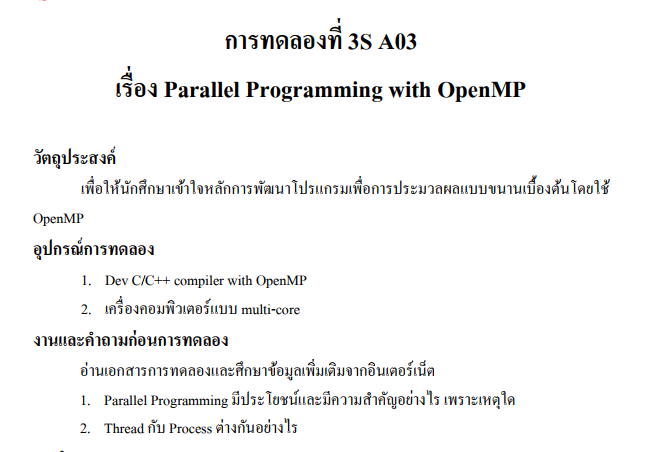 การทดลองที่ 3S A03
เรื่อง Parallel Programming with OpenMP
วัตถุประสงค์
เพื่อให้นักศึกษาเข้าใจหลักการพัฒนาโปรแกรมเพื่อการประมวลผลแบบขนานเบื้องต้นโดยใช้
OpenMP
อุปกรณ์การทดลอง
1. Dev C/C++ compiler with OpenMP
2. เครื่องคอมพิวเตอร์แบบ multi-core
งานและคำถามก่อนการทดลอง
อ่านเอกสารการทดลองและศึกษาข้อมูลเพิ่มเติมจากอินเตอร์เน็ต
1. Parallel Programming มีประโยชน์และมีความสำคัญอย่างไร เพราะเหตุใด
2. Thread กับ Process ต่างกันอย่างไร